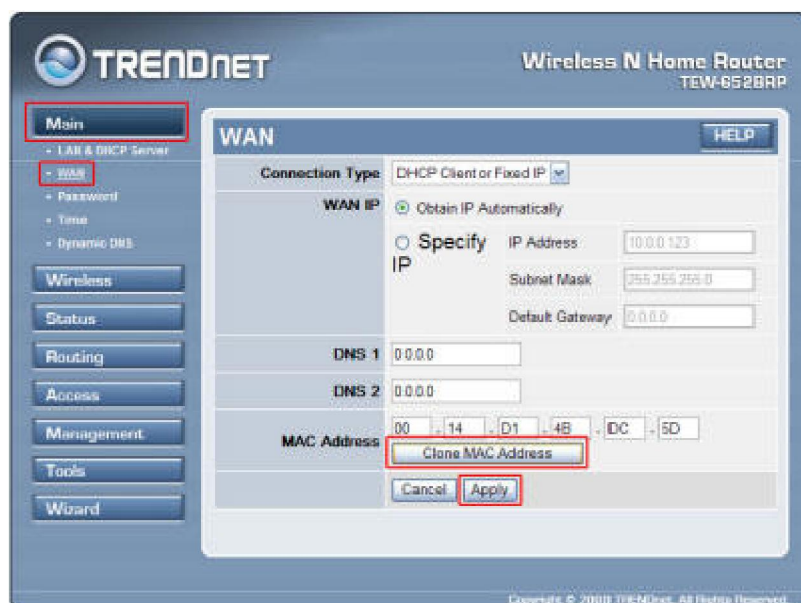 TRENDNET
Wireless N Home Router
TEW-652BRP
Main
LAN & DHCP Server
WAN
Password
Time
Dynamic DNS
Wireless
Status
Routing
Access
Management
Tools
Wizard
WAN
HELP
Connection Type DHCP Client or Fixed IP
WAN IP Obtain IP Automatically
Specify IP
IP Address 10.0.0.123
Subnet Mask 255.255.255.0
Default Gateway 0.0.0.0
DNS 1 0.0.0.0
DNS 2 0.0.0.0
MAC Address 00 - 14 - D1 - 4B - DC - 5D
Clone MAC Address
Cancel Apply
Copyright © 2008 TRENDnet. All Rights Reserved.